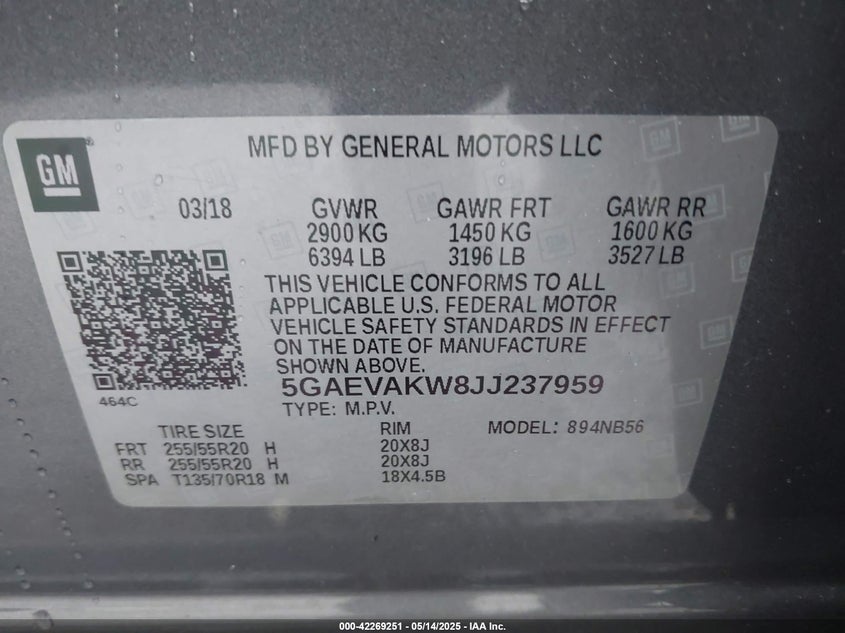 GM
MFD BY GENERAL MOTORS LLC
03/18 GVWR GAWR FRT GAWR RR
2900 KG 1450 KG 1600 KG
6394 LB 3196 LB 3527 LB
THIS VEHICLE CONFORMS TO ALL
APPLICABLE U.S. FEDERAL MOTOR
VEHICLE SAFETY STANDARDS IN EFFECT
ON THE DATE OF MANUFACTURE
SHOWN ABOVE.
5GAEVAKW8JJ237959
464C
TYPE: M.P.V.
TIRE SIZE RIM MODEL: 894NB56
FRT 255/55R20 H 20X8J
RR 255/55R20 H 20X8J
SPA T135/70R18 M 18X4.5B
000-42269251 - 05/14/2025 - IAA Inc.